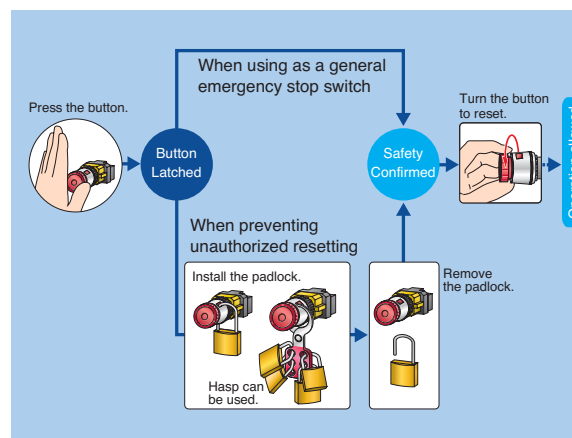 When using as a general
emergency stop switch
Press the button.
Turn the button
to reset.
Button
Latched
Safety
Confirmed
When preventing
unauthorized resetting
Install the padlock.
Remove
the padlock.
Hasp can
be used.